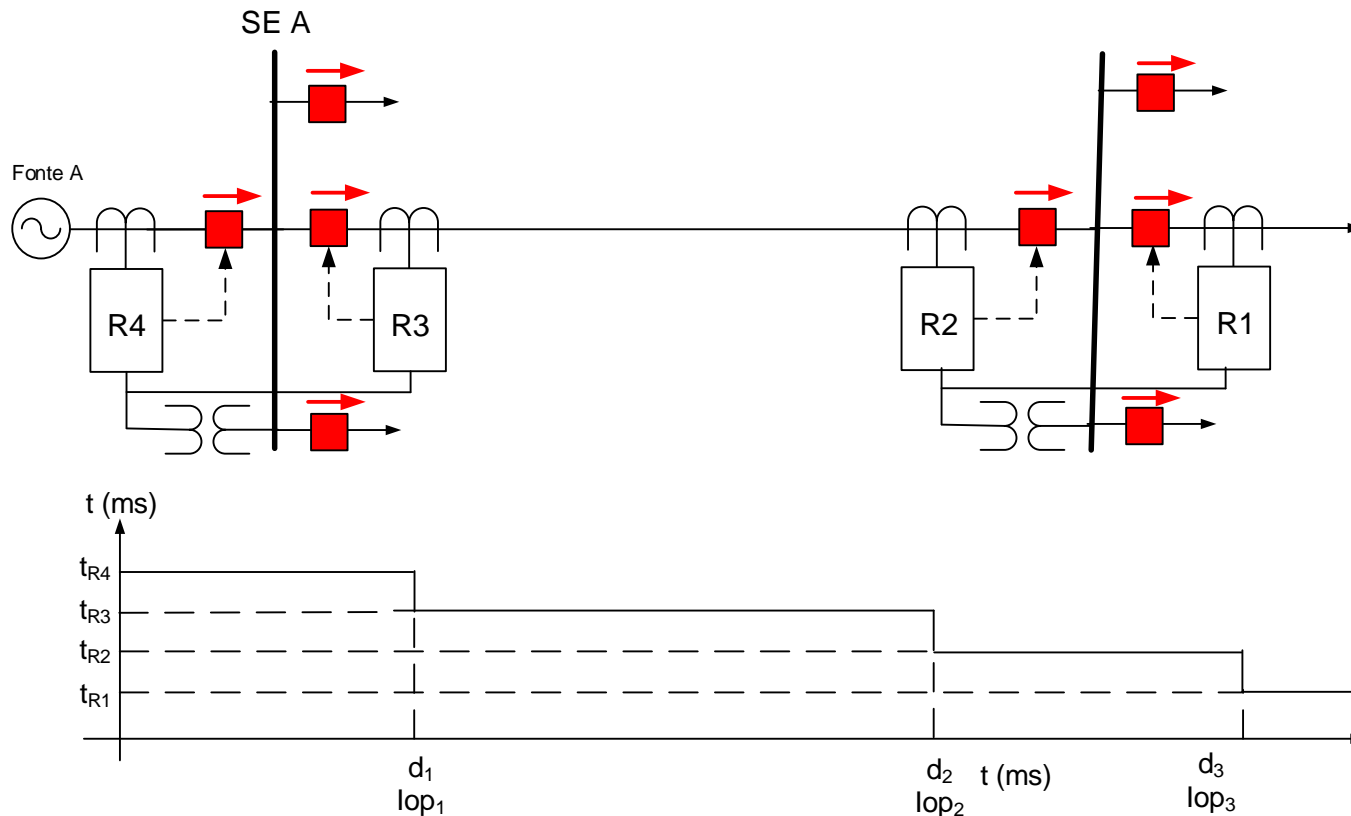 SE A
Fonte A
R4
R3
R2
R1
t (ms)
tR4
tR3
tR2
tR1
d1
d2
t (ms)
d3
Iop1
Iop2
Iop3